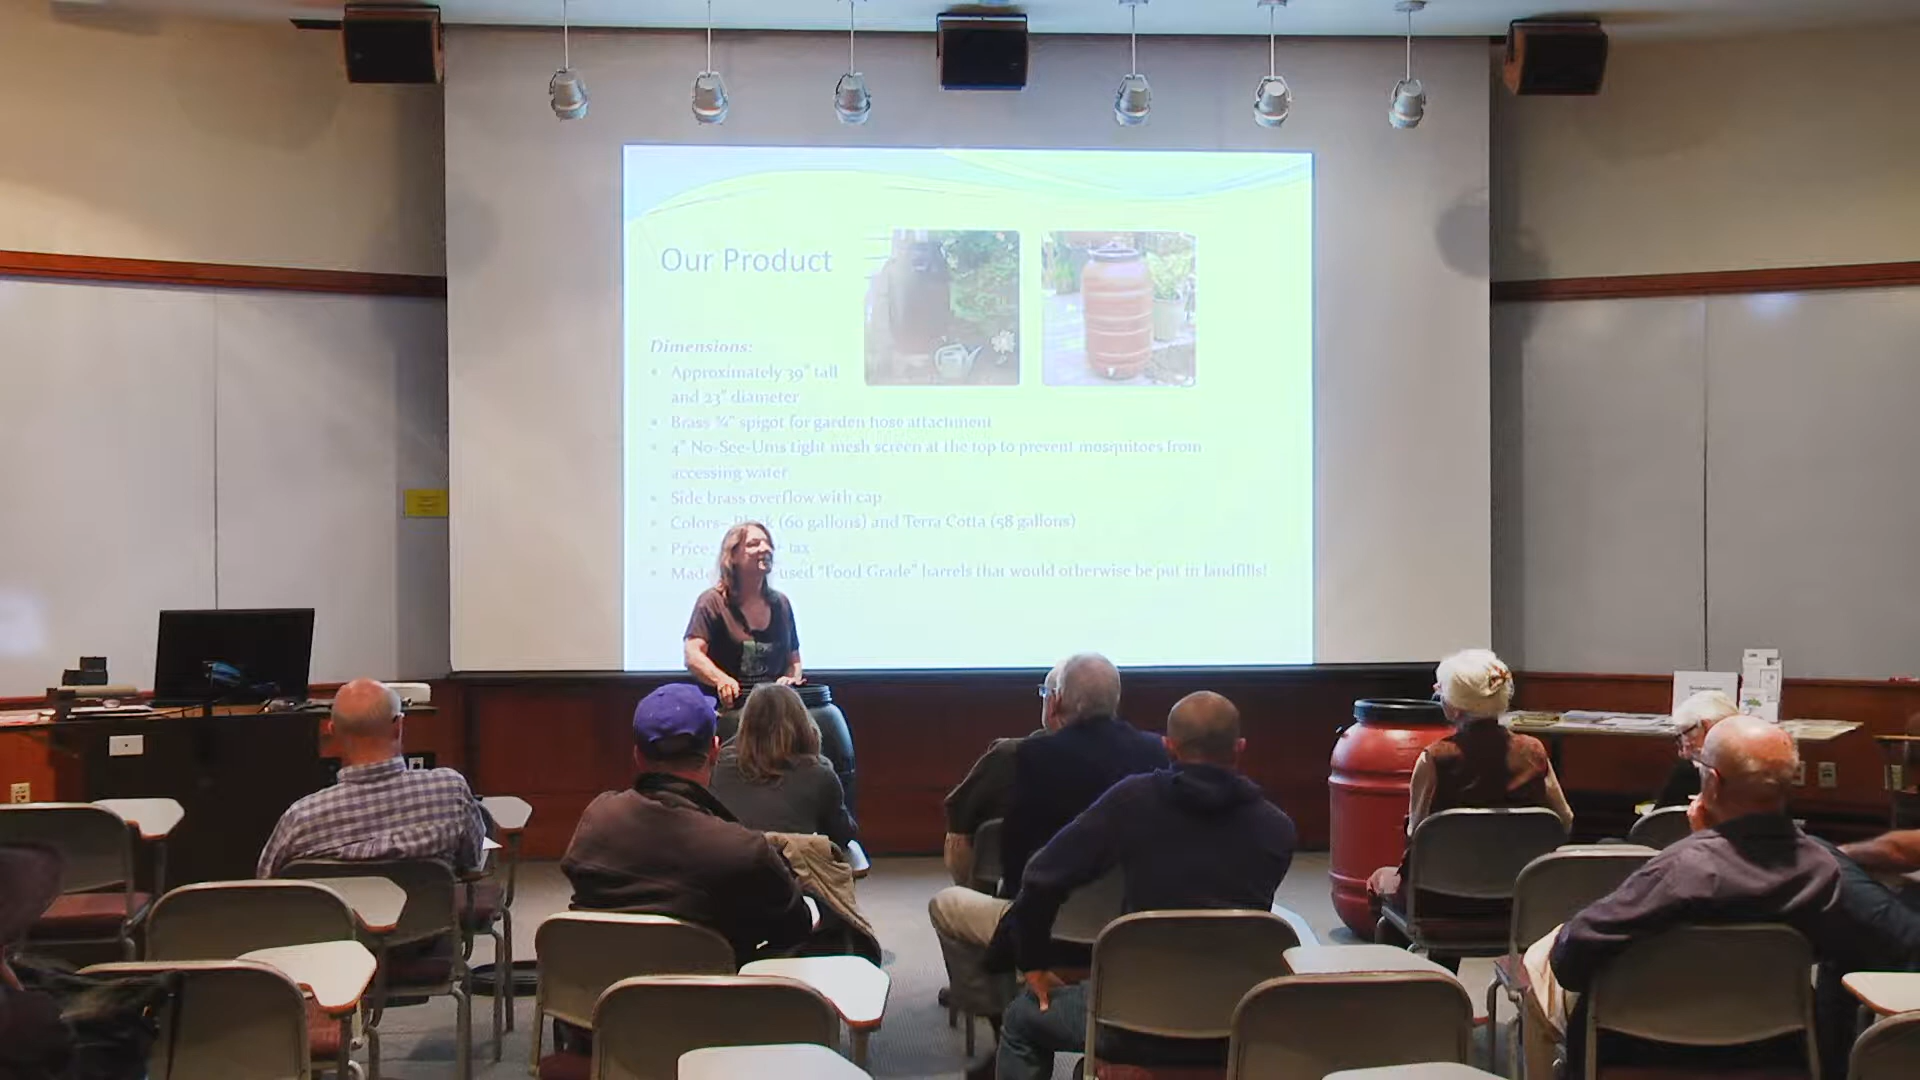 Our Product
Dimensions:
Approximately 39" tall
and 23" diameter
Brass ¾" spigot for garden hose attachment
4" No-See-Ums tight mesh screen at the top to prevent mosquitoes from
accessing water
Side brass overflow with cap
Colors– Black (60 gallons) and Terra Cotta (58 gallons)
Price: tax
Made used "Food Grade" barrels that would otherwise be put in landfills!